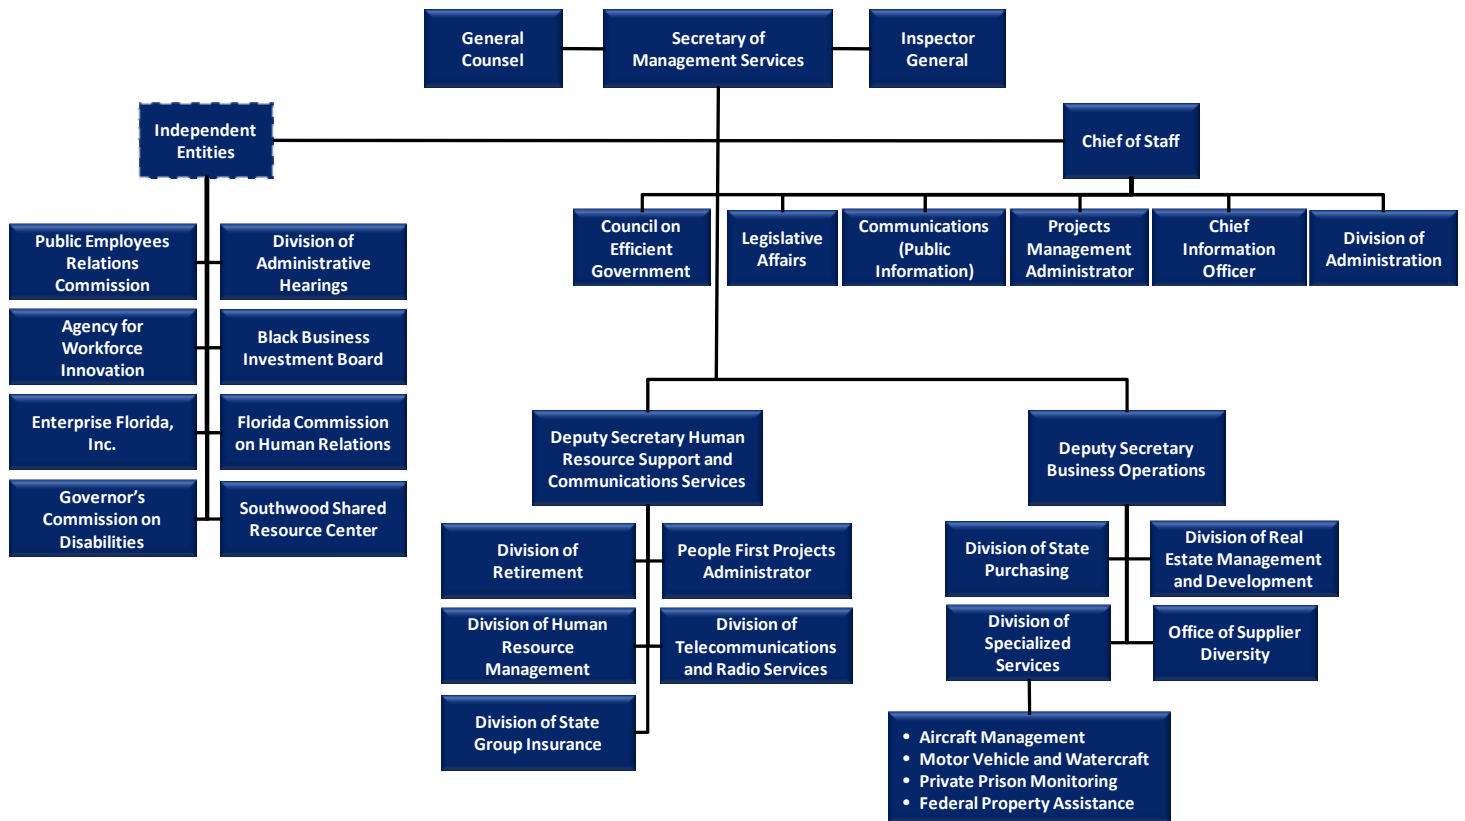 General
Counsel
Secretary of
Management Services
Inspector
General
Independent
Entities
Chief of Staff
Council on
Efficient
Government
Legislative
Affairs
Communications
(Public
Information)
Projects
Management
Administrator
Chief
Information
Officer
Division of
Administration
Public Employees
Relations
Commission
Division of
Administrative
Hearings
Agency for
Workforce
Innovation
Black Business
Investment Board
Enterprise Florida,
Inc.
Florida Commission
on Human Relations
Governor’s
Commission on
Disabilities
Southwood Shared
Resource Center
Deputy Secretary Human
Resource Support and
Communications Services
Deputy Secretary
Business Operations
Division of
Retirement
People First Projects
Administrator
Division of Human
Resource
Management
Division of
Telecommunications
and Radio Services
Division of State
Group Insurance
Division of State
Purchasing
Division of Real
Estate Management
and Development
Division of
Specialized
Services
Office of Supplier
Diversity
• Aircraft Management
• Motor Vehicle and Watercraft
• Private Prison Monitoring
• Federal Property Assistance